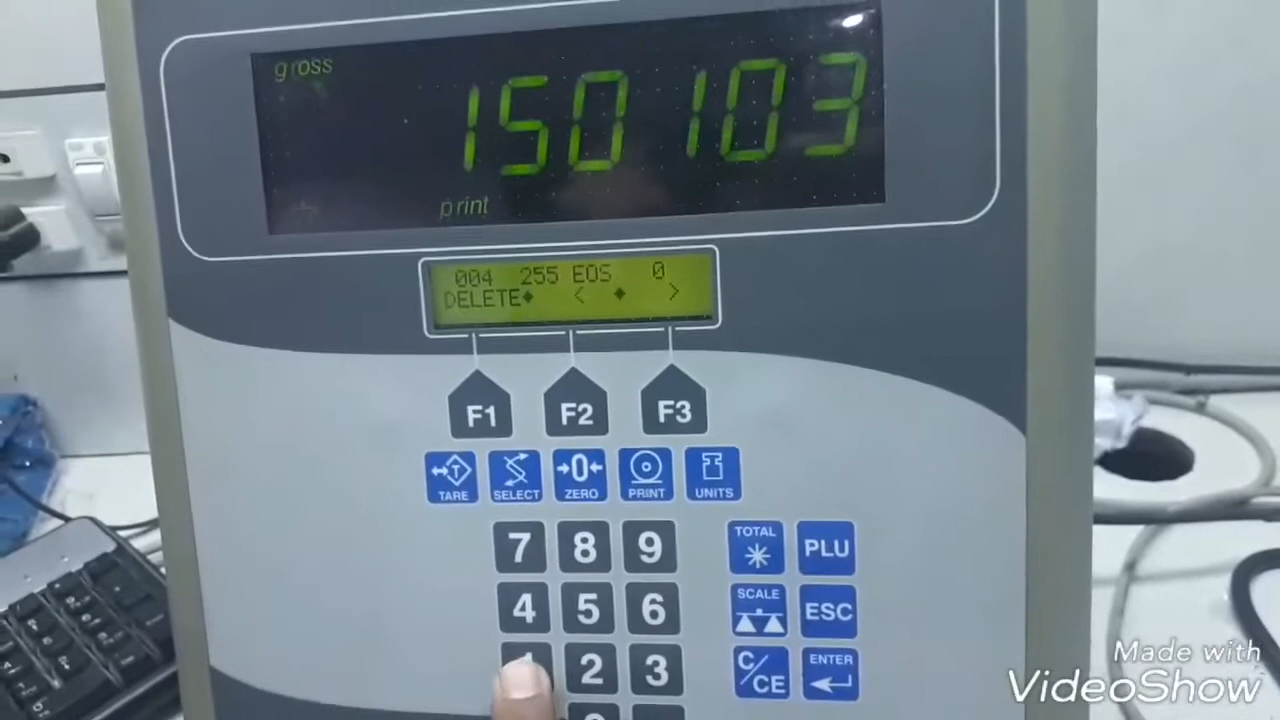 gross
150103
print
004 255 EOS 0
DELETE♦ < ♦ >
F1 F2 F3
TARE SELECT →0← ZERO PRINT UNITS
7 8 9 TOTAL * PLU
4 5 6 SCALE ESC
2 3 C/CE ENTER
Made with
VideoShow